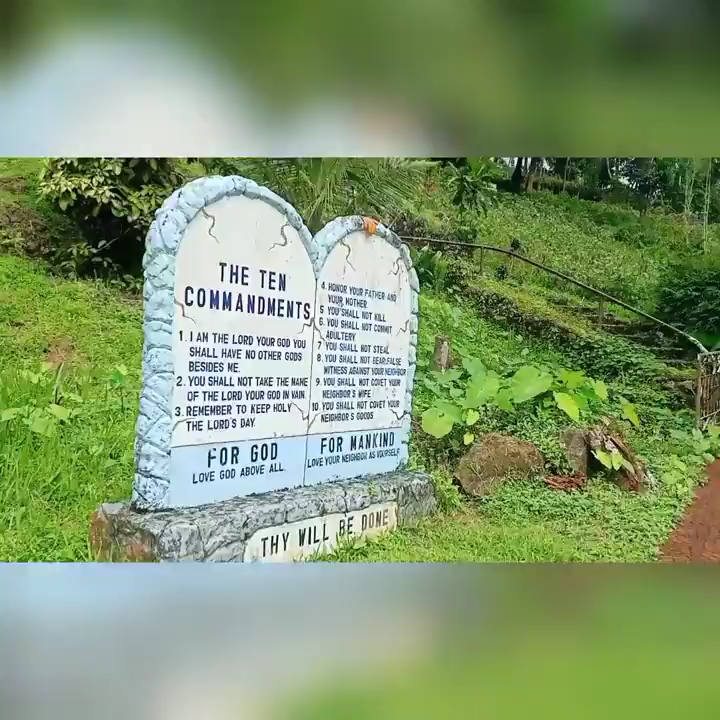 THE TEN
COMMANDMENTS
1. I AM THE LORD YOUR GOD YOU
SHALL HAVE NO OTHER GODS
BESIDES ME.
2. YOU SHALL NOT TAKE THE NAME
OF THE LORD YOUR GOD IN VAIN.
3. REMEMBER TO KEEP HOLY
THE LORD'S DAY.
FOR GOD
LOVE GOD ABOVE ALL.
4. HONOR YOUR FATHER AND
YOUR MOTHER
5 YOU SHALL NOT KILL
6. YOU SHALL NOT COMMIT
ADULTERY
7. YOU SHALL NOT STEAL
8. YOU SHALL NOT BEAR FALSE
WITNESS AGAINST YOUR NEIGHBOR
9. YOU SHALL NOT COVET YOUR
NEIGHBOR'S WIFE
10. YOU SHALL NOT COVET YOUR
NEIGHBOR'S GOODS
FOR MANKIND
LOVE YOUR NEIGHBOR AS YOURSELF
THY WILL BE DONE